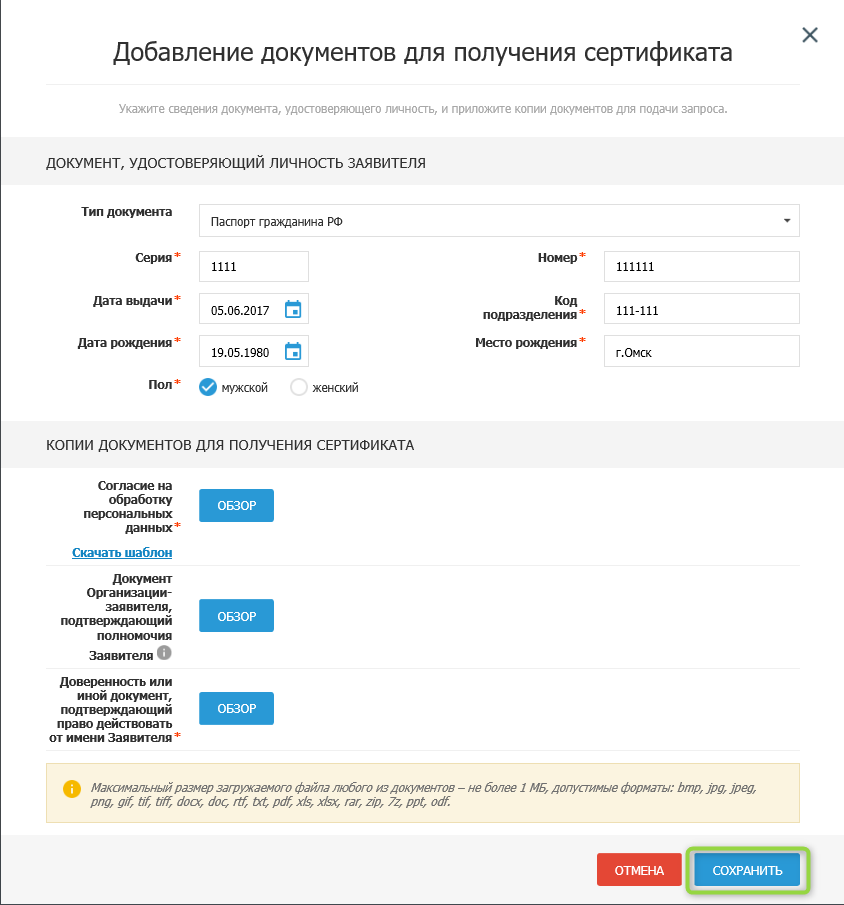 Добавление документов для получения сертификата
Укажите сведения документа, удостоверяющего личность, и приложите копии документов для подачи запроса.
ДОКУМЕНТ, УДОСТОВЕРЯЮЩИЙ ЛИЧНОСТЬ ЗАЯВИТЕЛЯ
Тип документа
Паспорт гражданина РФ
Серия*
1111
Номер*
111111
Дата выдачи*
05.06.2017
Код
подразделения*
111-111
Дата рождения*
19.05.1980
Место рождения*
г.Омск
Пол*
мужской
женский
КОПИИ ДОКУМЕНТОВ ДЛЯ ПОЛУЧЕНИЯ СЕРТИФИКАТА
Согласие на
обработку
персональных
данных*
ОБЗОР
Скачать шаблон
Документ
Организации-
заявителя,
подтверждающий
полномочия
Заявителя
ОБЗОР
Доверенность или
иной документ,
подтверждающий
право действовать
от имени Заявителя*
ОБЗОР
Максимальный размер загружаемого файла любого из документов – не более 1 МБ, допустимые форматы: bmp, jpg, jpeg,
png, gif, tif, tiff, docx, doc, rtf, txt, pdf, xls, xlsx, rar, zip, 7z, ppt, odf.
ОТМЕНА
СОХРАНИТЬ